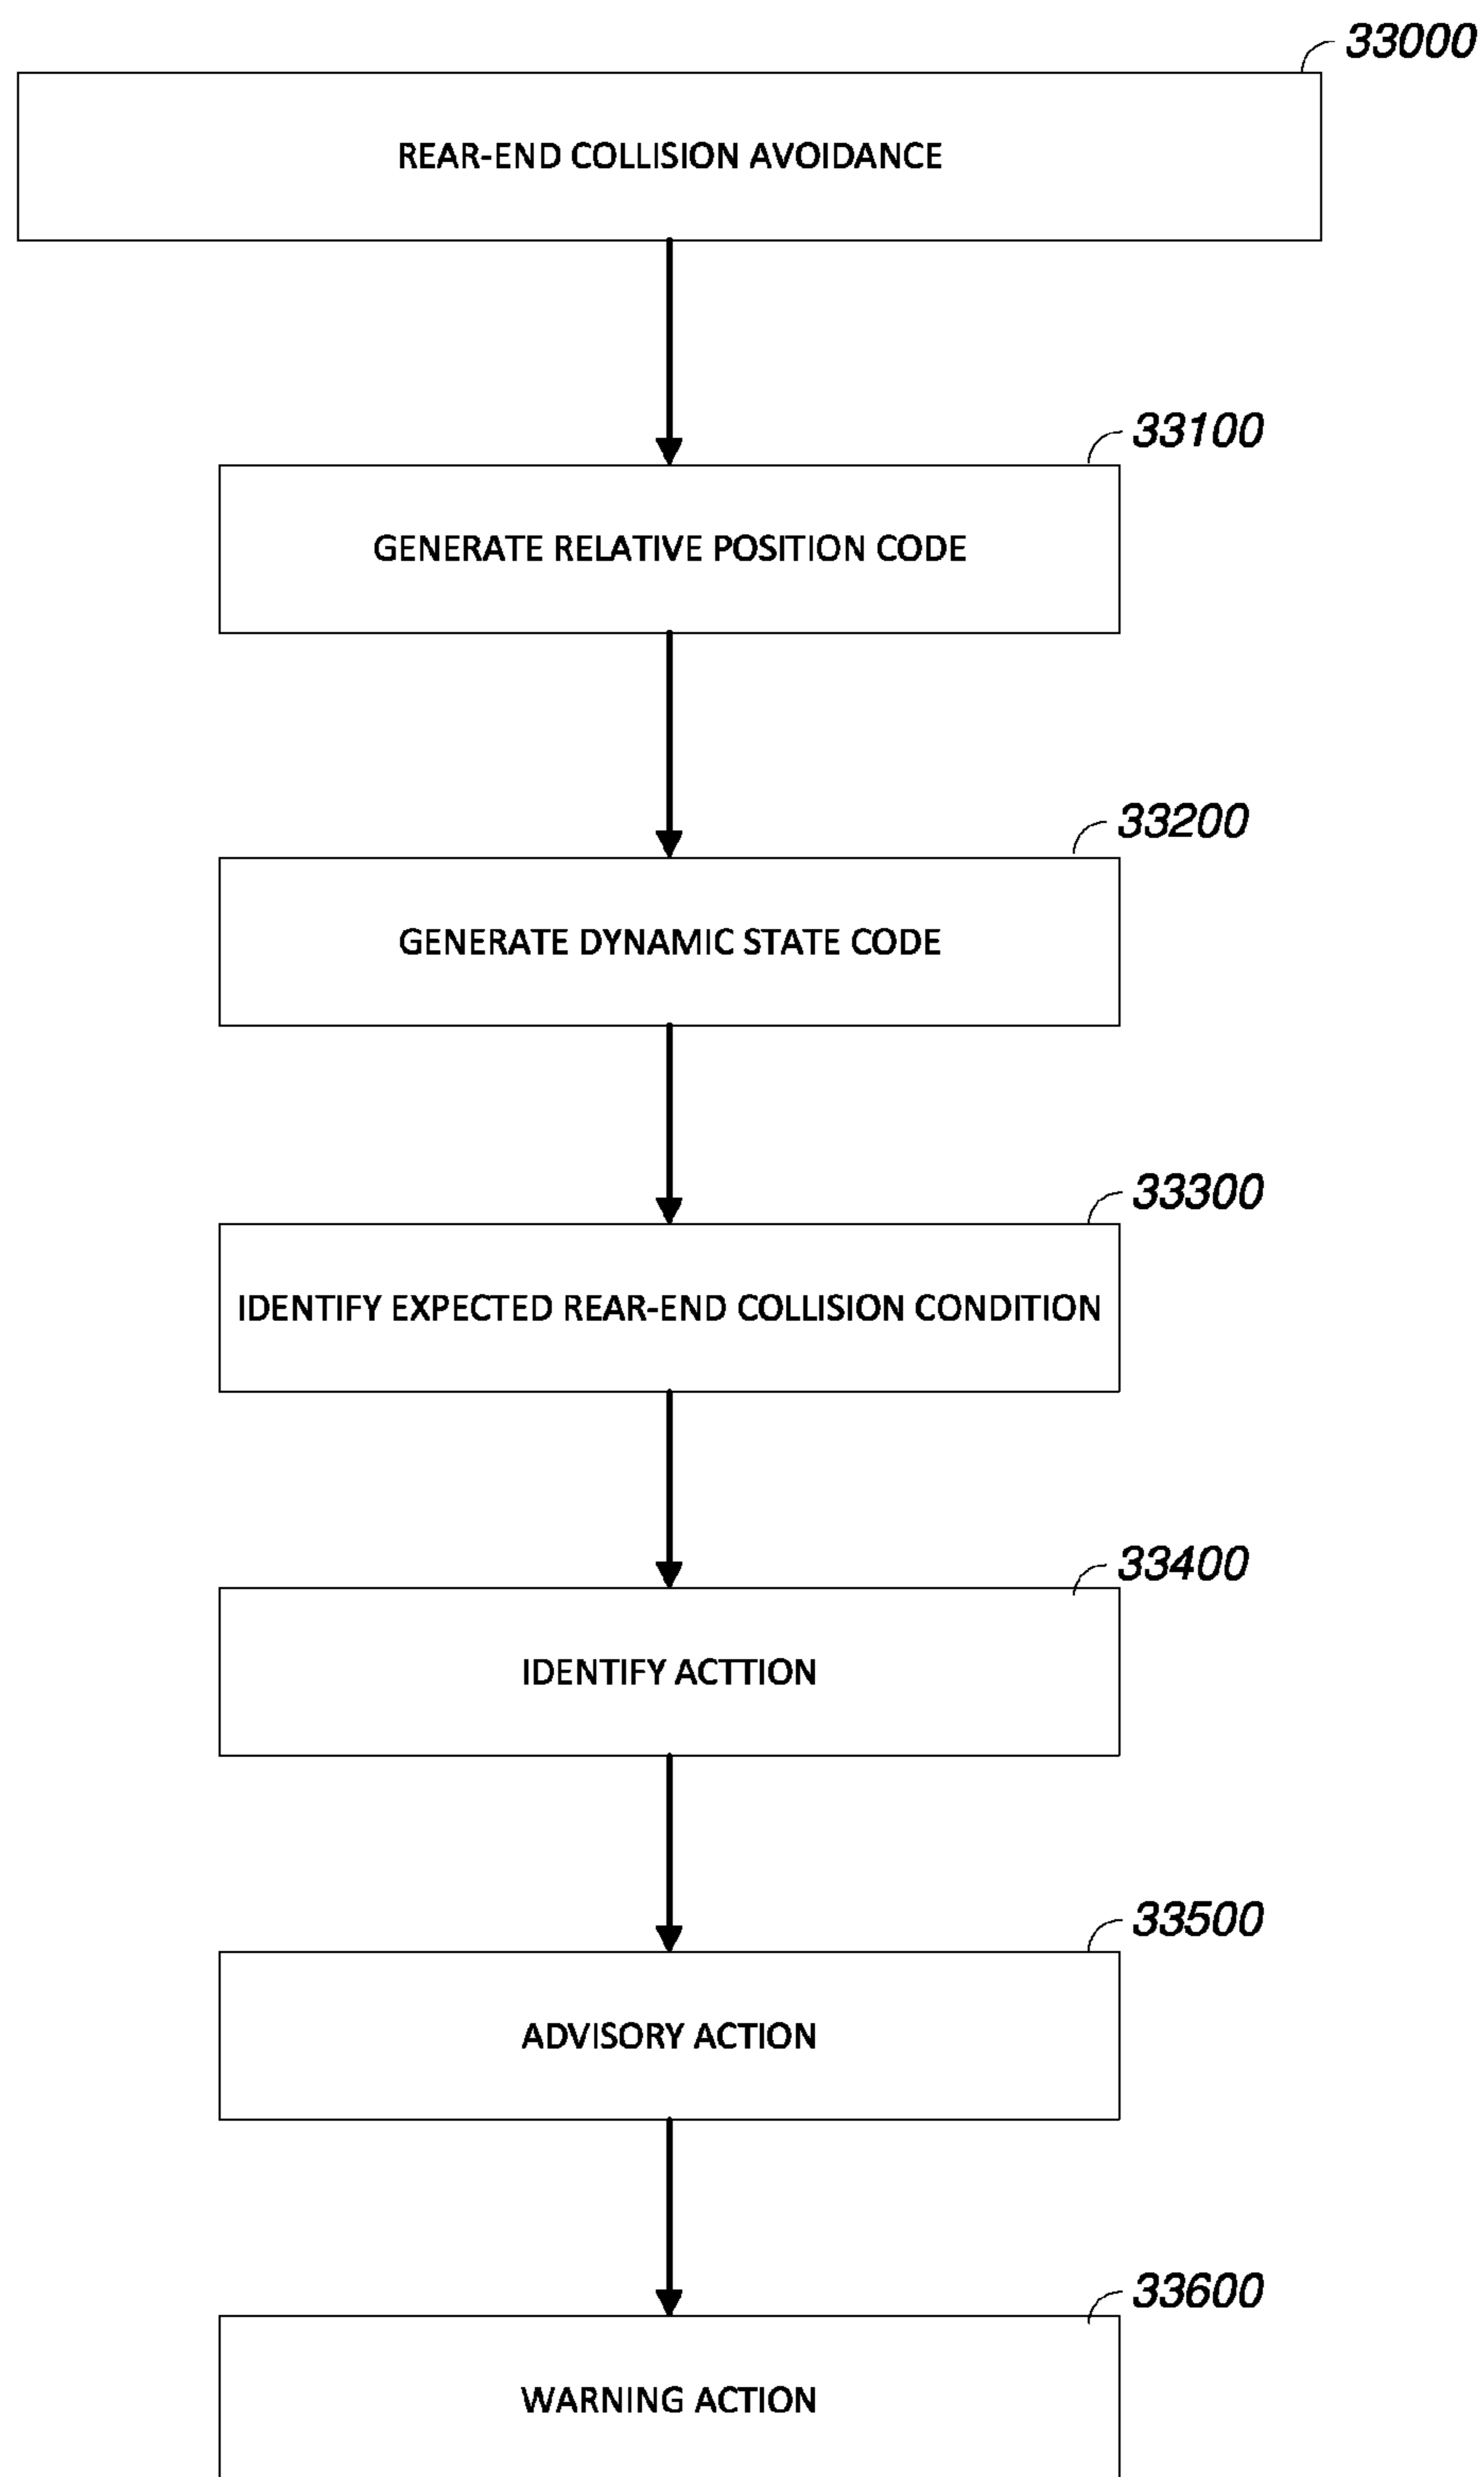 33000
REAR-END COLLISION AVOIDANCE
33100
GENERATE RELATIVE POSITION CODE
33200
GENERATE DYNAMIC STATE CODE
33300
IDENTIFY EXPECTED REAR-END COLLISION CONDITION
33400
IDENTIFY ACTTION
33500
ADVISORY ACTION
33600
WARNING ACTION